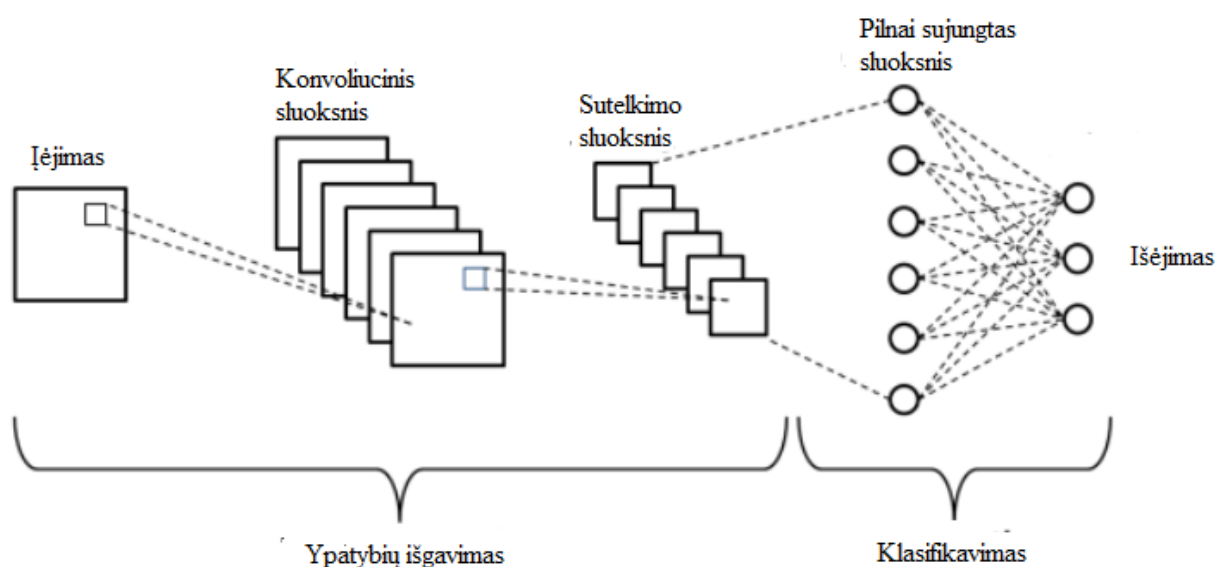 Įėjimas
Konvoliucinis
sluoksnis
Sutelkimo
sluoksnis
Pilnai sujungtas
sluoksnis
Išėjimas
Ypatybių išgavimas
Klasifikavimas